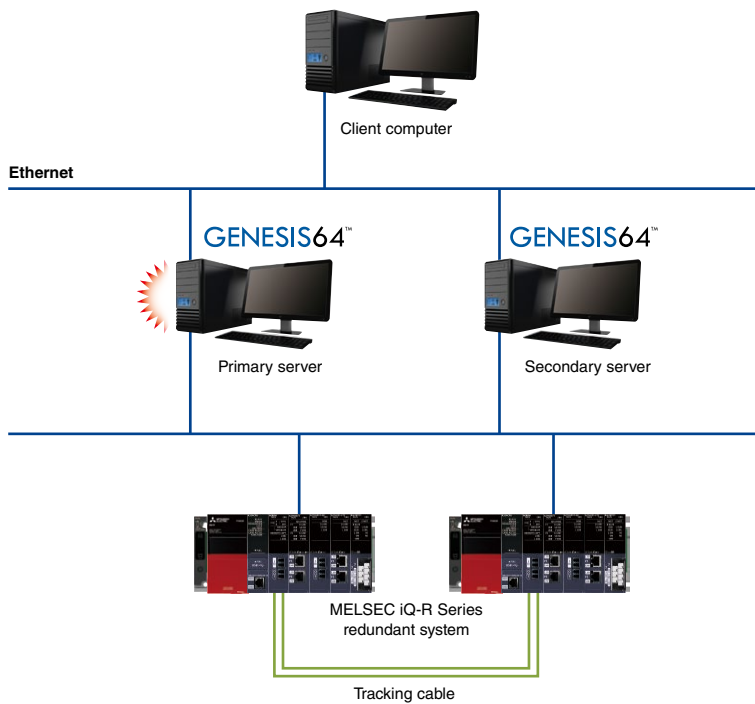 Client computer
Ethernet
GENESIS64™
GENESIS64™
Primary server
Secondary server
MELSEC iQ-R Series
redundant system
Tracking cable